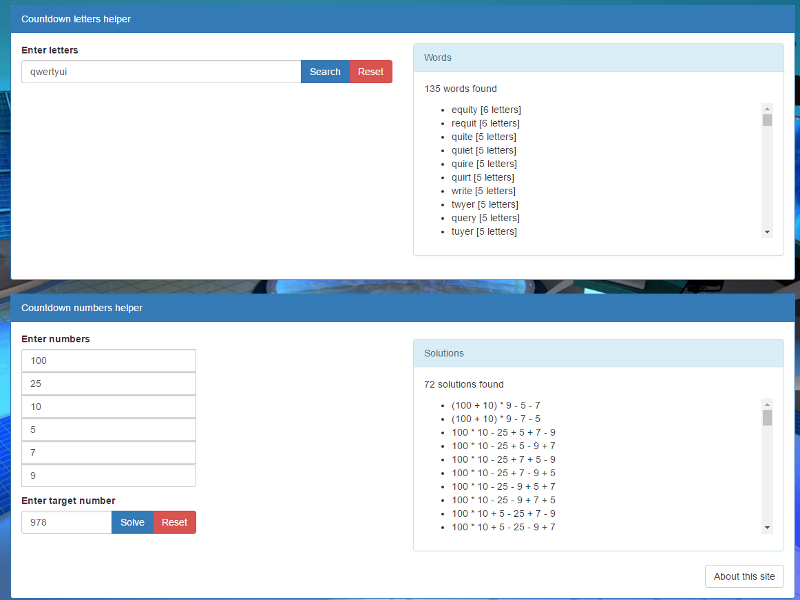 Countdown letters helper
Enter letters
qwertyui
Search
Reset
Words
135 words found
equity [6 letters]
requit [6 letters]
quite [5 letters]
quiet [5 letters]
quire [5 letters]
quirt [5 letters]
write [5 letters]
twyer [5 letters]
query [5 letters]
tuyer [5 letters]
Countdown numbers helper
Enter numbers
100
25
10
5
7
9
Enter target number
978
Solve
Reset
Solutions
72 solutions found
(100 + 10) * 9 - 5 - 7
(100 + 10) * 9 - 7 - 5
100 * 10 - 25 + 5 + 7 - 9
100 * 10 - 25 + 5 - 9 + 7
100 * 10 - 25 + 7 + 5 - 9
100 * 10 - 25 + 7 - 9 + 5
100 * 10 - 25 - 9 + 5 + 7
100 * 10 - 25 - 9 + 7 + 5
100 * 10 + 5 - 25 + 7 - 9
100 * 10 + 5 - 25 - 9 + 7
About this site